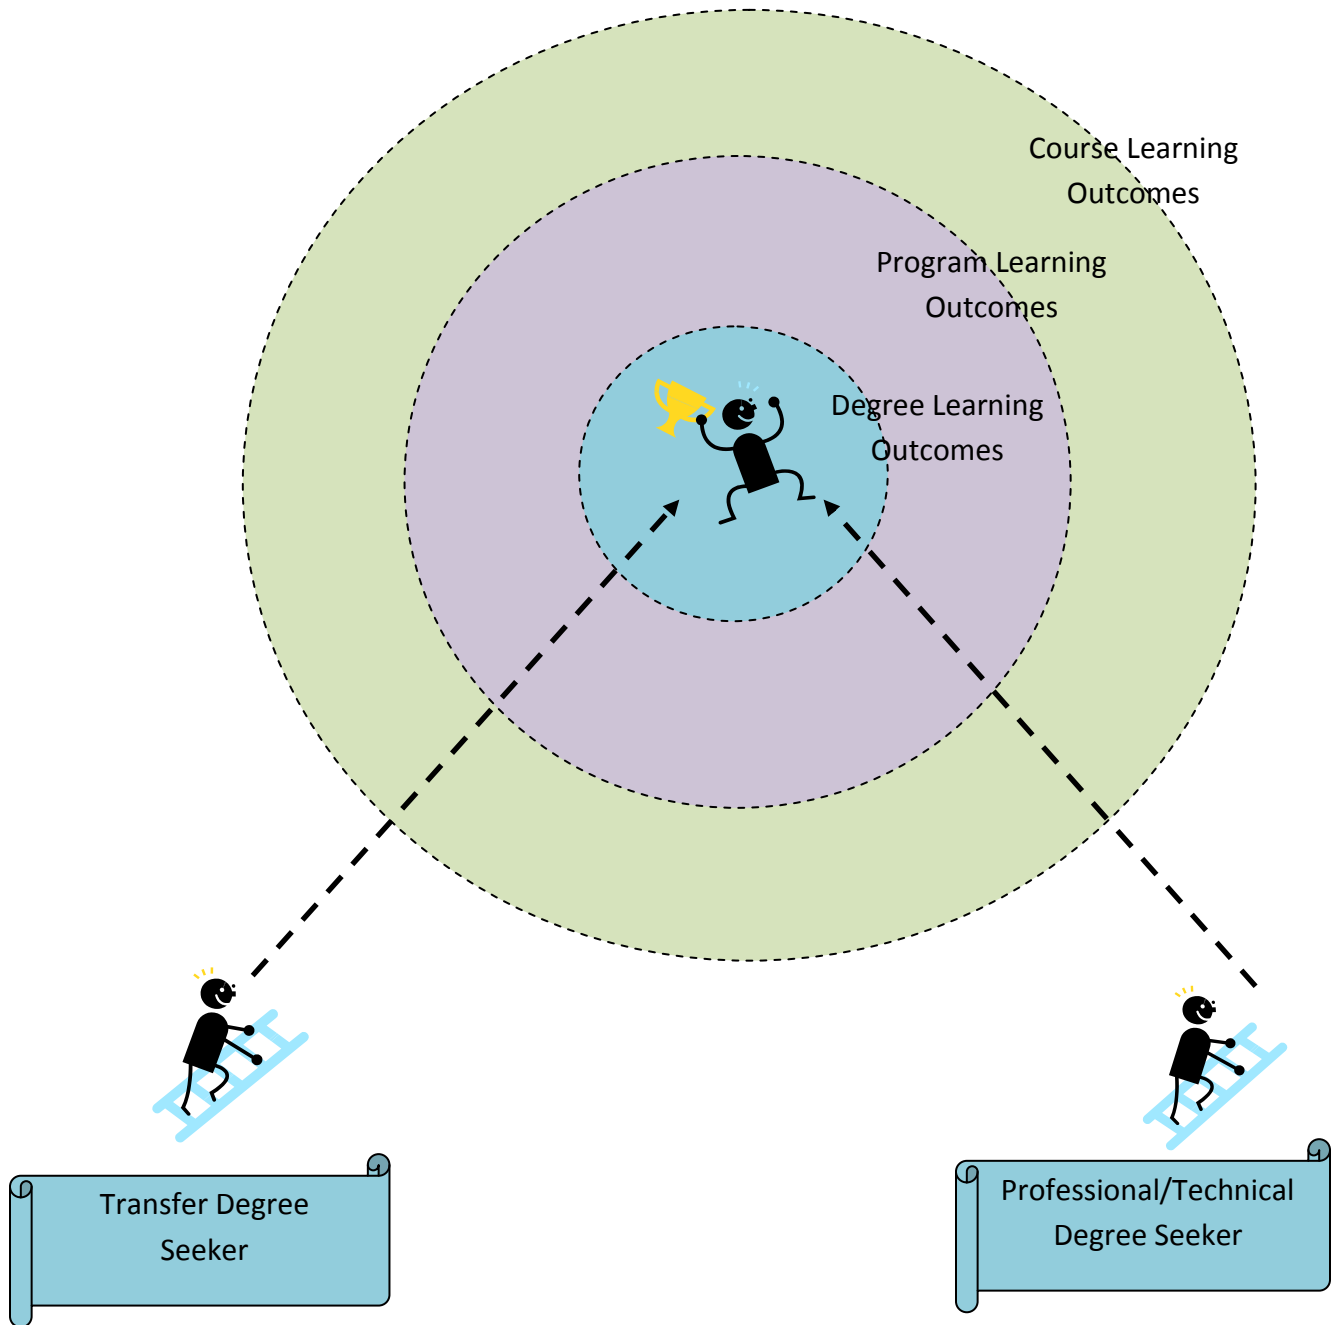 Course Learning
Outcomes
Program Learning
Outcomes
Degree Learning
Outcomes
Transfer Degree
Seeker
Professional/Technical
Degree Seeker